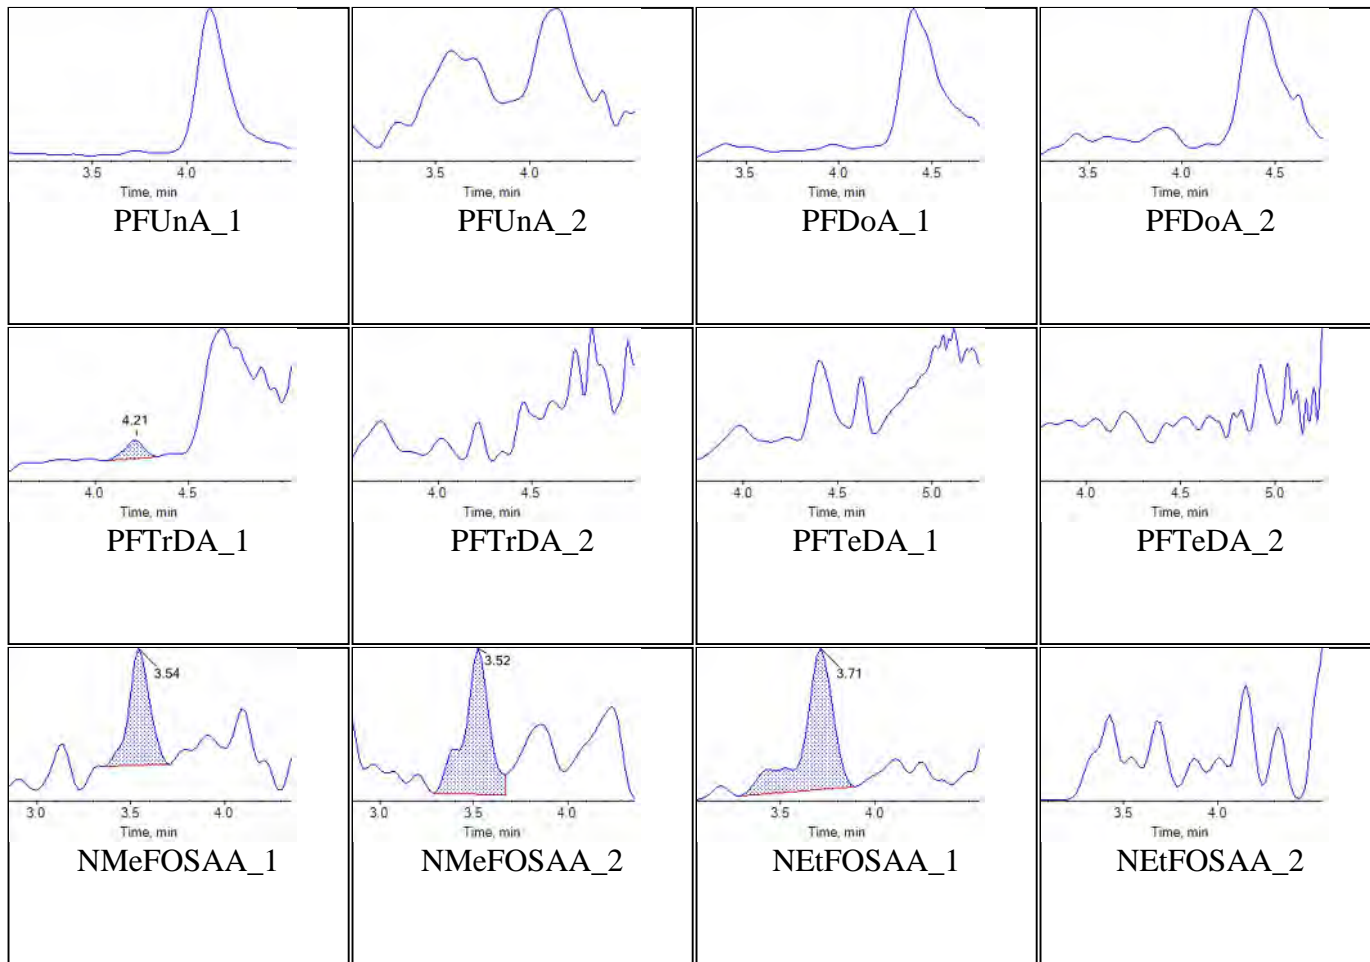 3.5 4.0
Time, min
PFUnA_1
3.5 4.0
Time, min
PFUnA_2
3.5 4.0 4.5
Time, min
PFDoA_1
3.5 4.0 4.5
Time, min
PFDoA_2
4.21
4.0 4.5
Time, min
PFTrDA_1
4.0 4.5
Time, min
PFTrDA_2
4.0 4.5 5.0
Time, min
PFTeDA_1
4.0 4.5 5.0
Time, min
PFTeDA_2
3.54
3.0 3.5 4.0
Time, min
NMeFOSAA_1
3.52
3.0 3.5 4.0
Time, min
NMeFOSAA_2
3.71
3.5 4.0
Time, min
NEtFOSAA_1
3.5 4.0
Time, min
NEtFOSAA_2